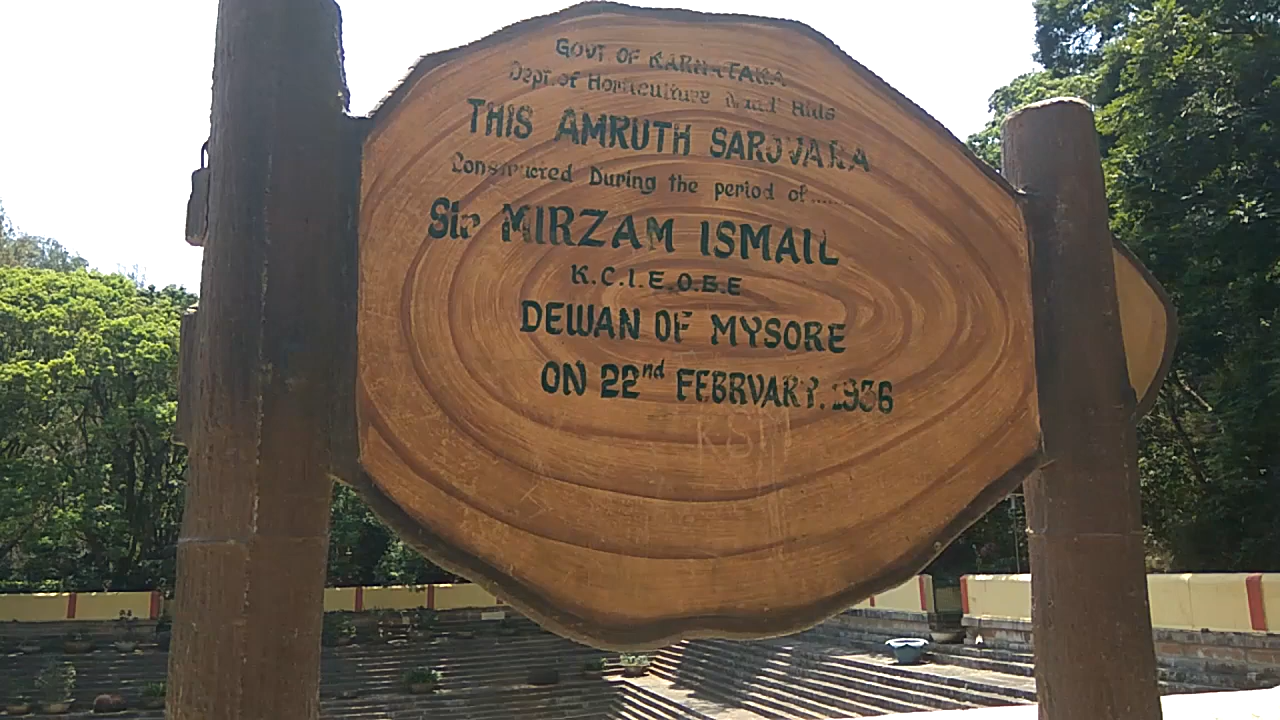 GOVT OF KARNATAKA
Dept. of Horticulture Nandi Hills
THIS AMRUTH SAROVARA
Constructed During the period of......
Sir MIRZAM ISMAIL
K.C.I.E.O.B.E
DEWAN OF MYSORE
ON 22nd FEBRVARY. 1936
KSM